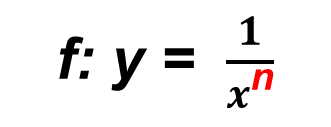 f: y = 1/xⁿ